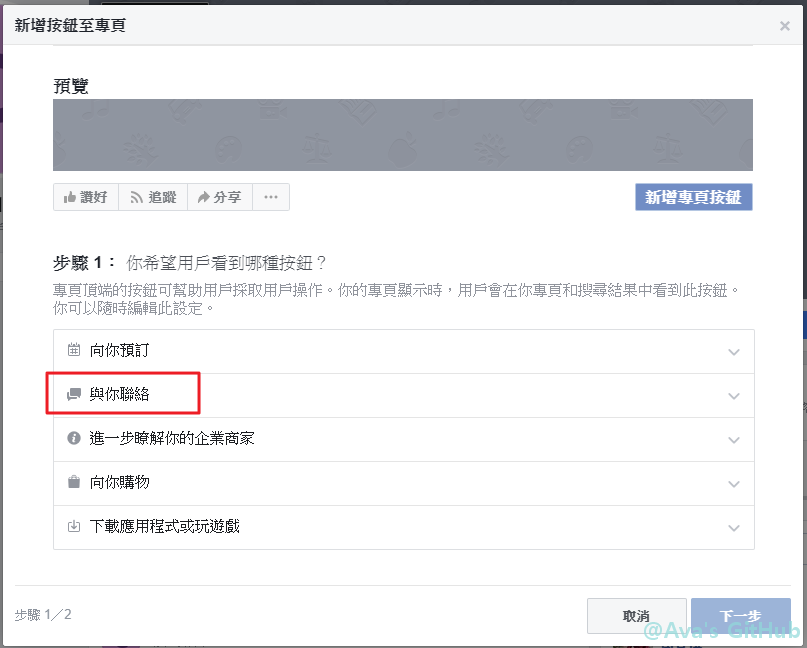 新增按鈕至專頁
預覽
讚好 追蹤 分享 ...
新增專頁按鈕
步驟 1： 你希望用戶看到哪種按鈕？
專頁頂端的按鈕可幫助用戶採取用戶操作。你的專頁顯示時，用戶會在你專頁和搜尋結果中看到此按鈕。
你可以隨時編輯此設定。
向你預訂
與你聯絡
進一步瞭解你的企業商家
向你購物
下載應用程式或玩遊戲
步驟 1／2
取消 下一步
@Ava's GitHub